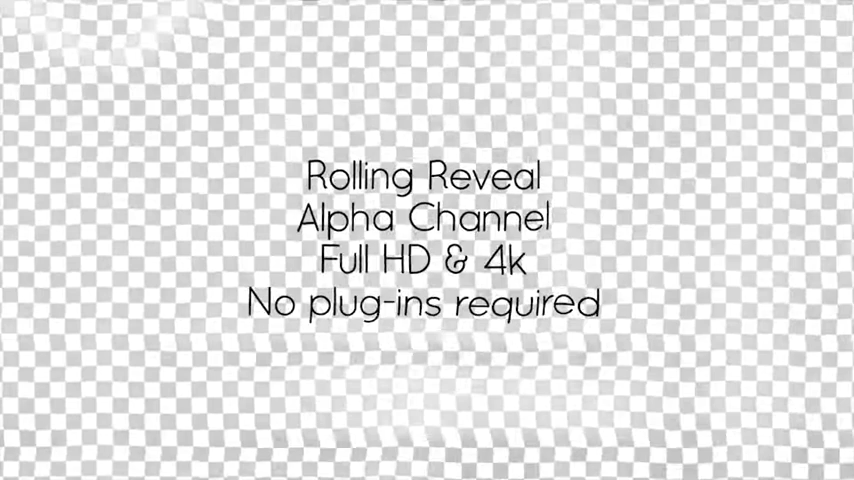 Rolling Reveal
Alpha Channel
Full HD & 4k
No plug-ins required